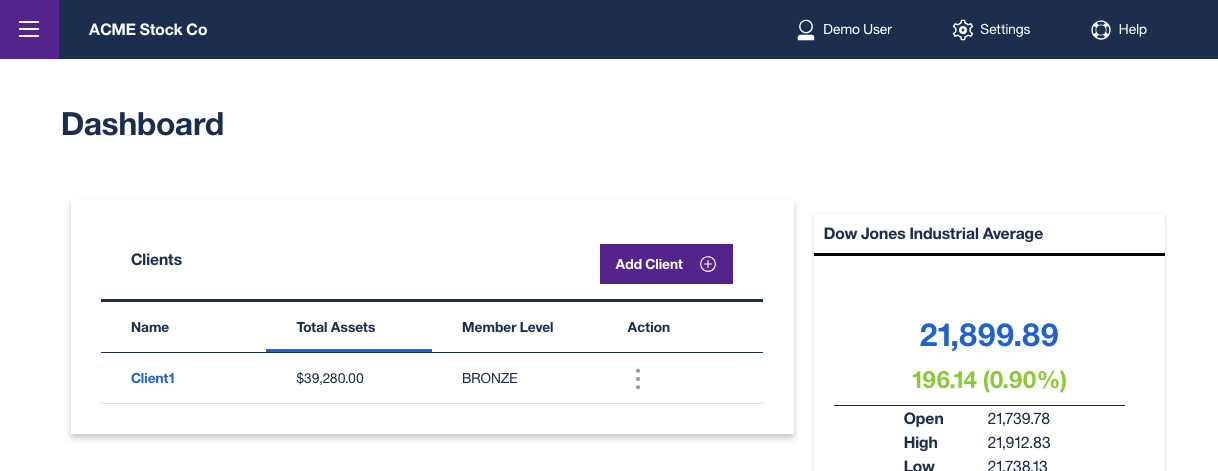 ACME Stock Co
Demo User
Settings
Help
Dashboard
Clients
Add Client
Name Total Assets Member Level Action
Client1 $39,280.00 BRONZE
Dow Jones Industrial Average
21,899.89
196.14 (0.90%)
Open 21,739.78
High 21,912.83
Low 21,738.13